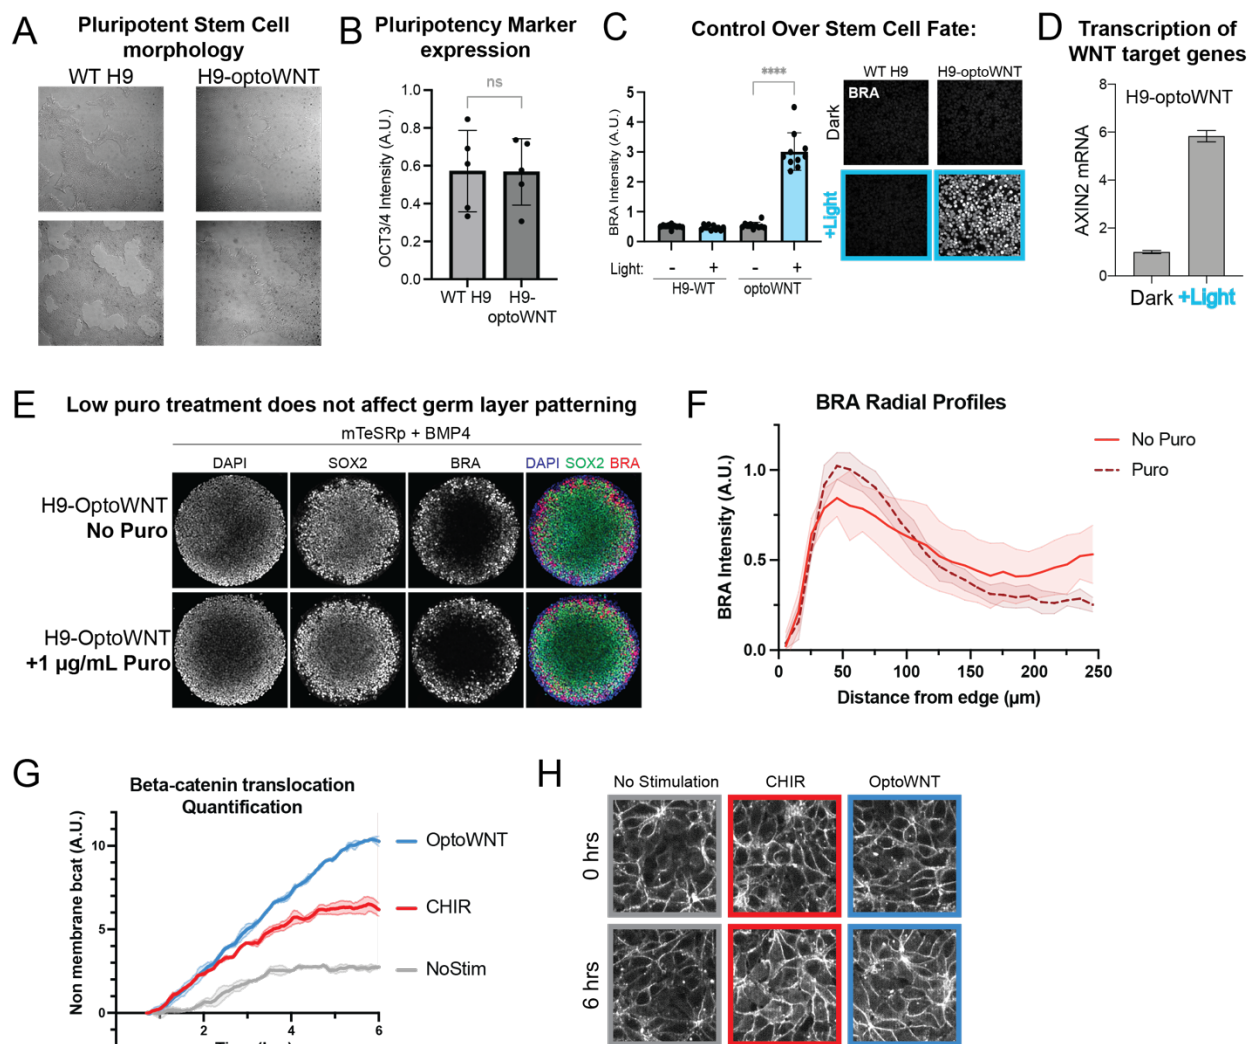 A
Pluripotent Stem Cell
morphology
WT H9
H9-optoWNT
B
Pluripotency Marker
expression
OCT3/4 Intensity (A.U.)
1.0
0.8
0.6
0.4
0.2
0.0
ns
WT H9
H9-
optoWNT
C
Control Over Stem Cell Fate:
BRA Intensity (A.U.)
5
4
3
2
1
0
****
Light:
- + - +
H9-WT
optoWNT
WT H9
H9-optoWNT
Dark
BRA
+Light
D
Transcription of
WNT target genes
H9-optoWNT
AXIN2 mRNA
8
6
4
2
0
Dark
+Light
E
Low puro treatment does not affect germ layer patterning
mTeSRp + BMP4
DAPI
SOX2
BRA
DAPI SOX2 BRA
H9-OptoWNT
No Puro
H9-OptoWNT
+1 µg/mL Puro
F
BRA Radial Profiles
BRA Intensity (A.U.)
1.0
0.5
0.0
0 50 100 150 200 250
Distance from edge (µm)
No Puro
Puro
G
Beta-catenin translocation
Quantification
Non membrane bcat (A.U.)
10
5
0
2 4 6
OptoWNT
CHIR
NoStim
H
No Stimulation
CHIR
OptoWNT
0 hrs
6 hrs